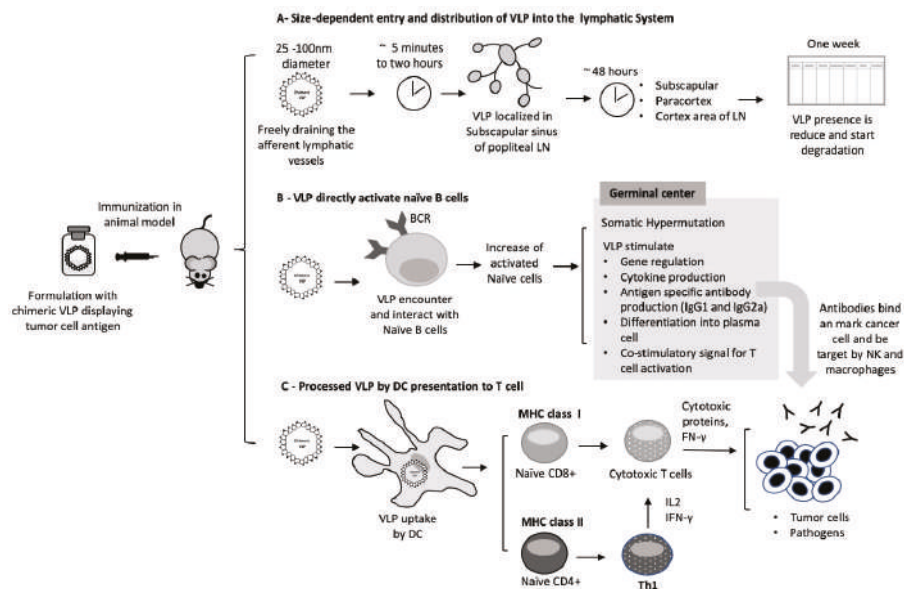 A- Size-dependent entry and distribution of VLP into the lymphatic System
25 -100nm
diameter
Freely draining the
afferent lymphatic
vessels
~ 5 minutes
to two hours
VLP localized in
Subscapular sinus
of popliteal LN
~48 hours
• Subscapular
• Paracortex
• Cortex area of LN
One week
VLP presence is
reduce and start
degradation
Immunization in
animal model
Formulation with
chimeric VLP displaying
tumor cell antigen
B - VLP directly activate naïve B cells
BCR
VLP encounter
and interact with
Naïve B cells
Increase of
activated
Naïve cells
Germinal center
Somatic Hypermutation
VLP stimulate
• Gene regulation
• Cytokine production
• Antigen specific antibody
production (IgG1 and IgG2a)
• Differentiation into plasma
cell
• Co-stimulatory signal for T
cell activation
Antibodies bind
an mark cancer
cell and be
target by NK and
macrophages
C - Processed VLP by DC presentation to T cell
VLP uptake
by DC
MHC class I
Naïve CD8+
Cytotoxic T cells
Cytotoxic
proteins,
FN-γ
IL2
IFN-γ
MHC class II
Naïve CD4+
Th1
• Tumor cells
• Pathogens